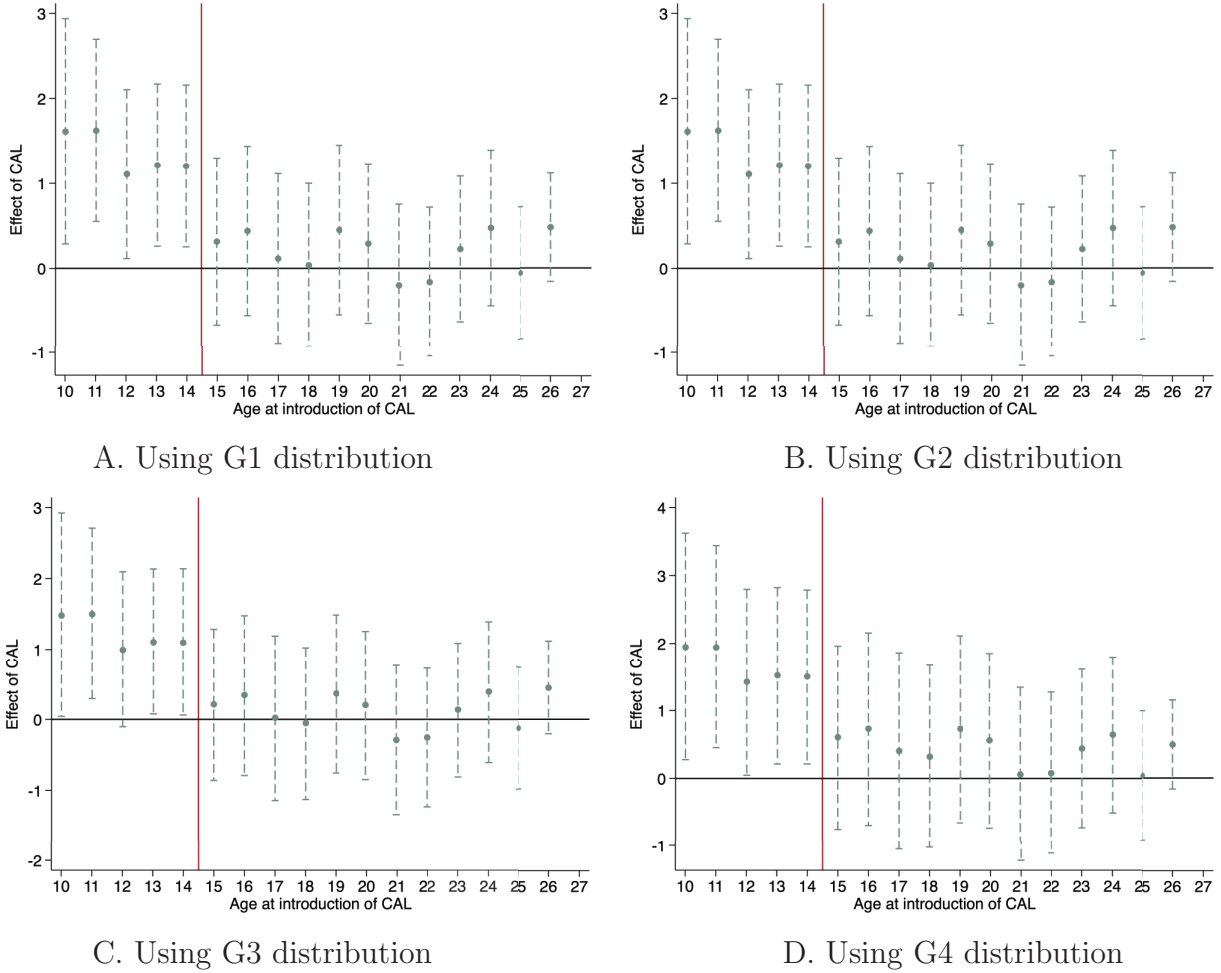 3
2
1
0
-1
Effect of CAL
10 11 12 13 14 15 16 17 18 19 20 21 22 23 24 25 26 27
Age at introduction of CAL
A. Using G1 distribution
3
2
1
0
-1
Effect of CAL
10 11 12 13 14 15 16 17 18 19 20 21 22 23 24 25 26 27
Age at introduction of CAL
B. Using G2 distribution
3
2
1
0
-1
-2
Effect of CAL
10 11 12 13 14 15 16 17 18 19 20 21 22 23 24 25 26 27
Age at introduction of CAL
C. Using G3 distribution
4
3
2
1
0
-1
Effect of CAL
10 11 12 13 14 15 16 17 18 19 20 21 22 23 24 25 26 27
Age at introduction of CAL
D. Using G4 distribution